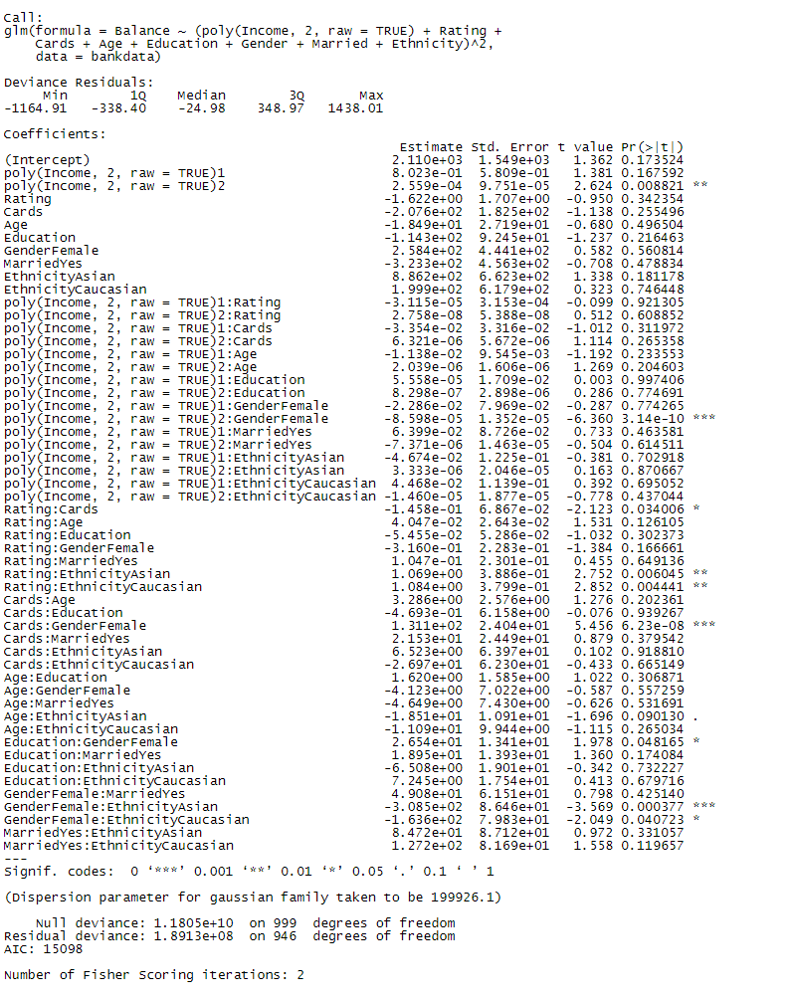 Call:
glm(formula = Balance ~ (poly(Income, 2, raw = TRUE) + Rating +
    Cards + Age + Education + Gender + Married + Ethnicity)^2,
    data = bankdata)

Deviance Residuals:
     Min        1Q    Median        3Q       Max
-1164.91   -338.40    -24.98    348.97   1438.01

Coefficients:
                                                Estimate Std. Error t value Pr(>|t|)
(Intercept)                                    2.110e+03  1.549e+03   1.362 0.173524
poly(Income, 2, raw = TRUE)1                   8.023e-01  5.809e-01   1.381 0.167592
poly(Income, 2, raw = TRUE)2                   2.559e-04  9.751e-05   2.624 0.008821 **
Rating                                        -1.622e+00  1.707e+00  -0.950 0.342354
Cards                                         -2.076e+02  1.825e+02  -1.138 0.255496
Age                                           -1.849e+01  2.719e+01  -0.680 0.496504
Education                                     -1.143e+02  9.245e+01  -1.237 0.216463
GenderFemale                                   2.584e+02  4.441e+02   0.582 0.560814
MarriedYes                                    -3.233e+02  4.563e+02  -0.708 0.478834
EthnicityAsian                                 8.862e+02  6.623e+02   1.338 0.181178
EthnicityCaucasian                             1.999e+02  6.179e+02   0.323 0.746448
poly(Income, 2, raw = TRUE)1:Rating           -3.115e-05  3.153e-04  -0.099 0.921305
poly(Income, 2, raw = TRUE)2:Rating            2.758e-08  5.388e-08   0.512 0.608852
poly(Income, 2, raw = TRUE)1:Cards            -3.354e-02  3.316e-02  -1.012 0.311972
poly(Income, 2, raw = TRUE)2:Cards             6.321e-06  5.672e-06   1.114 0.265358
poly(Income, 2, raw = TRUE)1:Age              -1.138e-02  9.545e-03  -1.192 0.233553
poly(Income, 2, raw = TRUE)2:Age               2.039e-06  1.606e-06   1.269 0.204603
poly(Income, 2, raw = TRUE)1:Education         5.558e-05  1.709e-02   0.003 0.997406
poly(Income, 2, raw = TRUE)2:Education         8.298e-07  2.898e-06   0.286 0.774691
poly(Income, 2, raw = TRUE)1:GenderFemale     -2.286e-02  7.969e-02  -0.287 0.774265
poly(Income, 2, raw = TRUE)2:GenderFemale     -8.598e-05  1.352e-05  -6.360 3.14e-10 ***
poly(Income, 2, raw = TRUE)1:MarriedYes        6.399e-02  8.726e-02   0.733 0.463581
poly(Income, 2, raw = TRUE)2:MarriedYes       -7.371e-06  1.463e-05  -0.504 0.614511
poly(Income, 2, raw = TRUE)1:EthnicityAsian   -4.674e-02  1.225e-01  -0.381 0.702918
poly(Income, 2, raw = TRUE)2:EthnicityAsian    3.333e-06  2.046e-05   0.163 0.870667
poly(Income, 2, raw = TRUE)1:EthnicityCaucasian  4.468e-02  1.139e-01   0.392 0.695052
poly(Income, 2, raw = TRUE)2:EthnicityCaucasian -1.460e-05  1.877e-05  -0.778 0.437044
Rating:Cards                                  -1.458e-01  6.867e-02  -2.123 0.034006 *
Rating:Age                                     4.047e-02  2.643e-02   1.531 0.126105
Rating:Education                              -5.455e-02  5.286e-02  -1.032 0.302373
Rating:GenderFemale                           -3.160e-01  2.283e-01  -1.384 0.166661
Rating:MarriedYes                              1.047e-01  2.301e-01   0.455 0.649136
Rating:EthnicityAsian                          1.069e+00  3.886e-01   2.752 0.006045 **
Rating:EthnicityCaucasian                      1.084e+00  3.799e-01   2.852 0.004441 **
Cards:Age                                      3.286e+00  2.576e+00   1.276 0.202361
Cards:Education                               -4.693e-01  6.158e+00  -0.076 0.939267
Cards:GenderFemale                             1.311e+02  2.404e+01   5.456 6.23e-08 ***
Cards:MarriedYes                               2.153e+01  2.449e+01   0.879 0.379542
Cards:EthnicityAsian                           6.523e+00  6.397e+01   0.102 0.918810
Cards:EthnicityCaucasian                      -2.697e+01  6.230e+01  -0.433 0.665149
Age:Education                                  1.620e+00  1.585e+00   1.022 0.306871
Age:GenderFemale                              -4.123e+00  7.022e+00  -0.587 0.557259
Age:MarriedYes                                -4.649e+00  7.430e+00  -0.626 0.531691
Age:EthnicityAsian                            -1.851e+01  1.091e+01  -1.696 0.090130 .
Age:EthnicityCaucasian                        -1.109e+01  9.944e+00  -1.115 0.265034
Education:GenderFemale                         2.654e+01  1.341e+01   1.978 0.048165 *
Education:MarriedYes                           1.895e+01  1.393e+01   1.360 0.174084
Education:EthnicityAsian                      -6.508e+00  1.901e+01  -0.342 0.732227
Education:EthnicityCaucasian                   7.245e+00  1.754e+01   0.413 0.679716
GenderFemale:MarriedYes                        4.908e+01  6.151e+01   0.798 0.425140
GenderFemale:EthnicityAsian                   -3.085e+02  8.646e+01  -3.569 0.000377 ***
GenderFemale:EthnicityCaucasian               -1.636e+02  7.983e+01  -2.049 0.040723 *
MarriedYes:EthnicityAsian                      8.472e+01  8.712e+01   0.972 0.331057
MarriedYes:EthnicityCaucasian                  1.272e+02  8.169e+01   1.558 0.119657
---
Signif. codes:  0 ‘***’ 0.001 ‘**’ 0.01 ‘*’ 0.05 ‘.’ 0.1 ‘ ’ 1

(Dispersion parameter for gaussian family taken to be 199926.1)

    Null deviance: 1.1805e+10  on 999  degrees of freedom
Residual deviance: 1.8913e+08  on 946  degrees of freedom
AIC: 15098

Number of Fisher Scoring iterations: 2